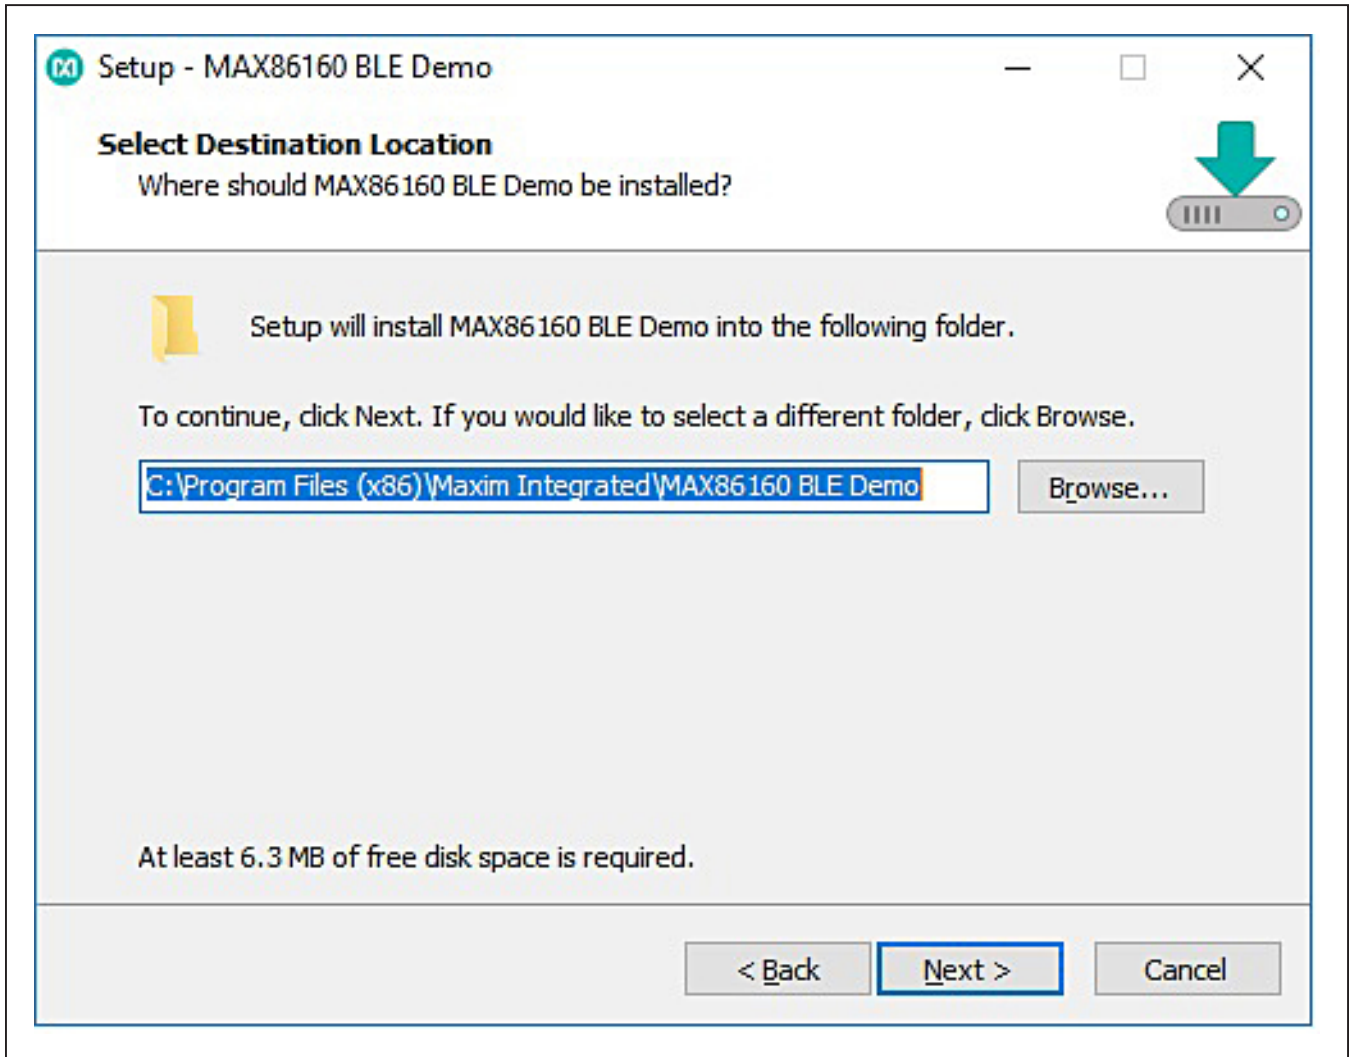 Setup - MAX86160 BLE Demo
Select Destination Location
Where should MAX86160 BLE Demo be installed?
Setup will install MAX86160 BLE Demo into the following folder.
To continue, click Next. If you would like to select a different folder, click Browse.
C:\Program Files (x86)\Maxim Integrated\MAX86160 BLE Demo
Browse...
At least 6.3 MB of free disk space is required.
< Back Next > Cancel